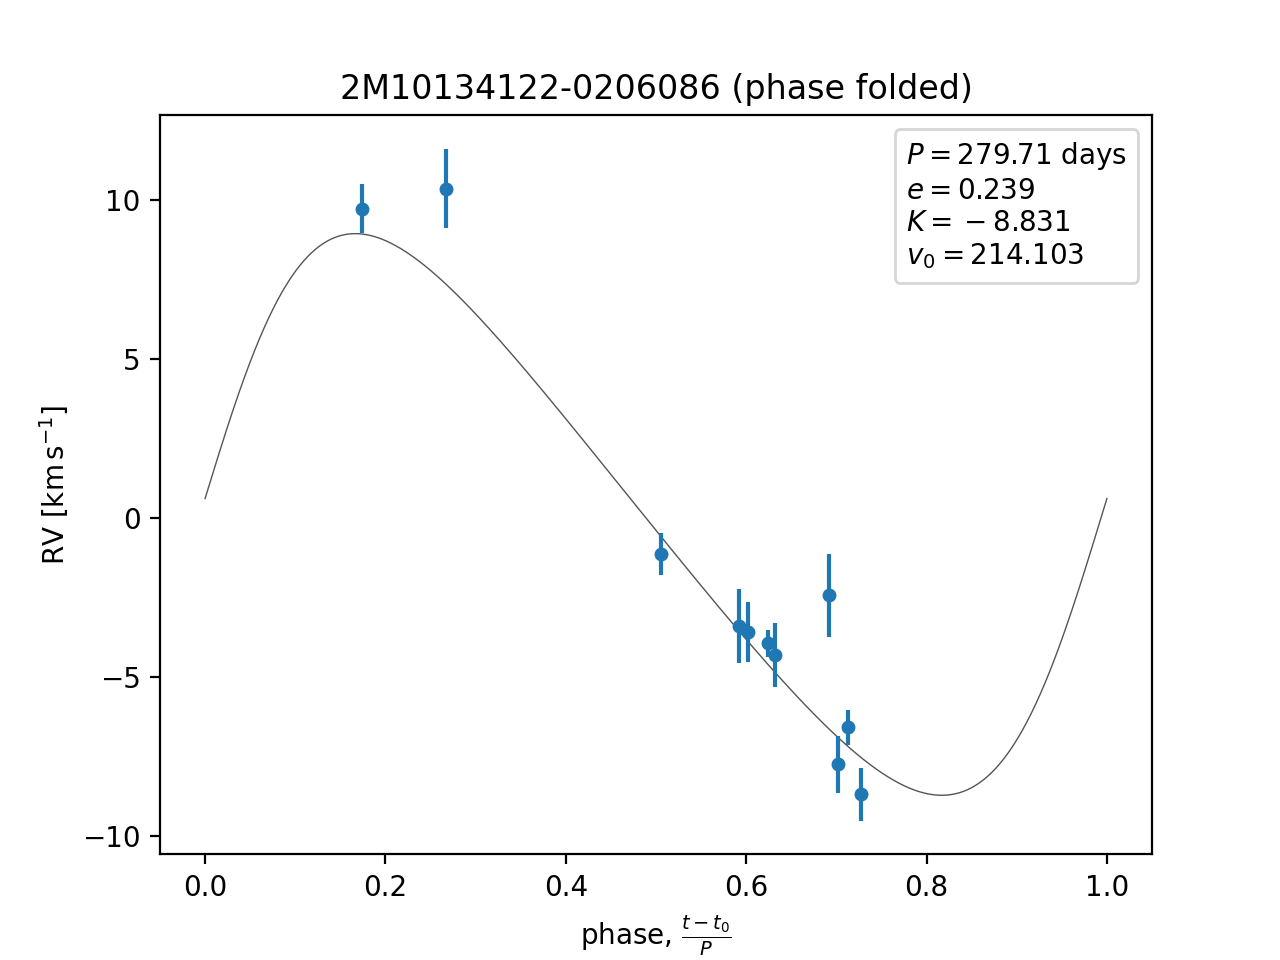 2M10134122-0206086 (phase folded)
P = 279.71 days
e = 0.239
K = −8.831
v₀ = 214.103
RV [km s⁻¹]
10
5
0
−5
−10
0.0 0.2 0.4 0.6 0.8 1.0
phase, (t − t₀)/P